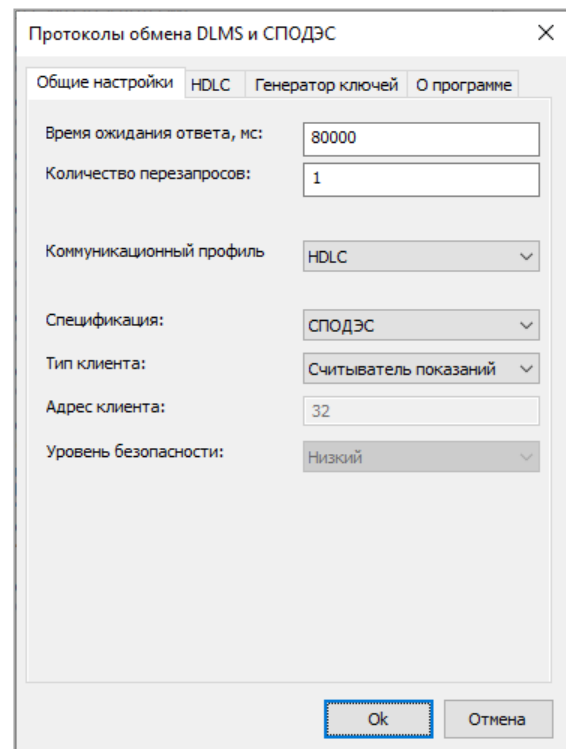 Протоколы обмена DLMS и СПОДЭС
Общие настройки HDLC Генератор ключей О программе
Время ожидания ответа, мс: 80000
Количество перезапросов: 1
Коммуникационный профиль HDLC
Спецификация: СПОДЭС
Тип клиента: Считыватель показаний
Адрес клиента: 32
Уровень безопасности: Низкий
Ok Отмена